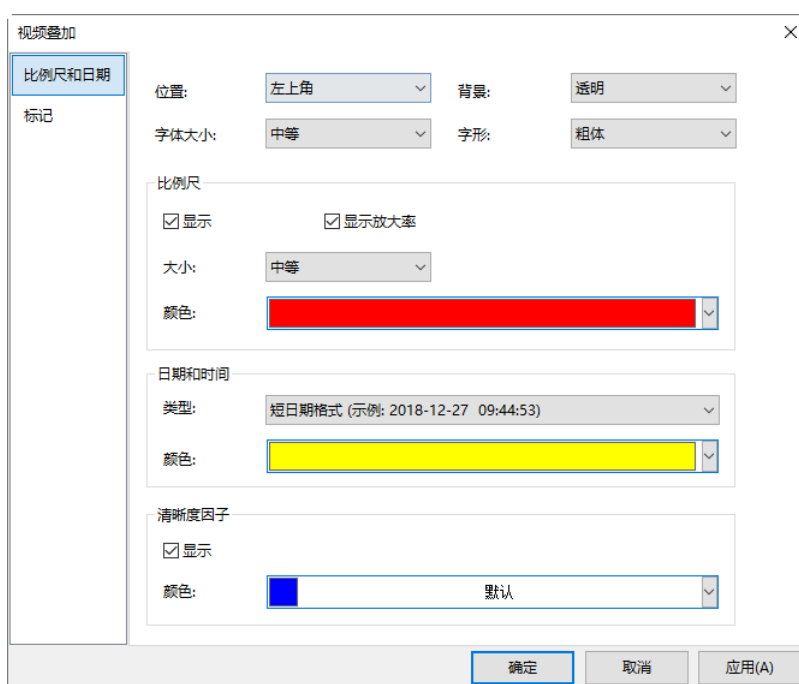 视频叠加
比例尺和日期
标记
位置: 左上角 背景: 透明
字体大小: 中等 字形: 粗体
比例尺
显示 显示放大率
大小: 中等
颜色:
日期和时间
类型: 短日期格式 (示例: 2018-12-27 09:44:53)
颜色:
清晰度因子
显示
颜色: 默认
确定 取消 应用(A)